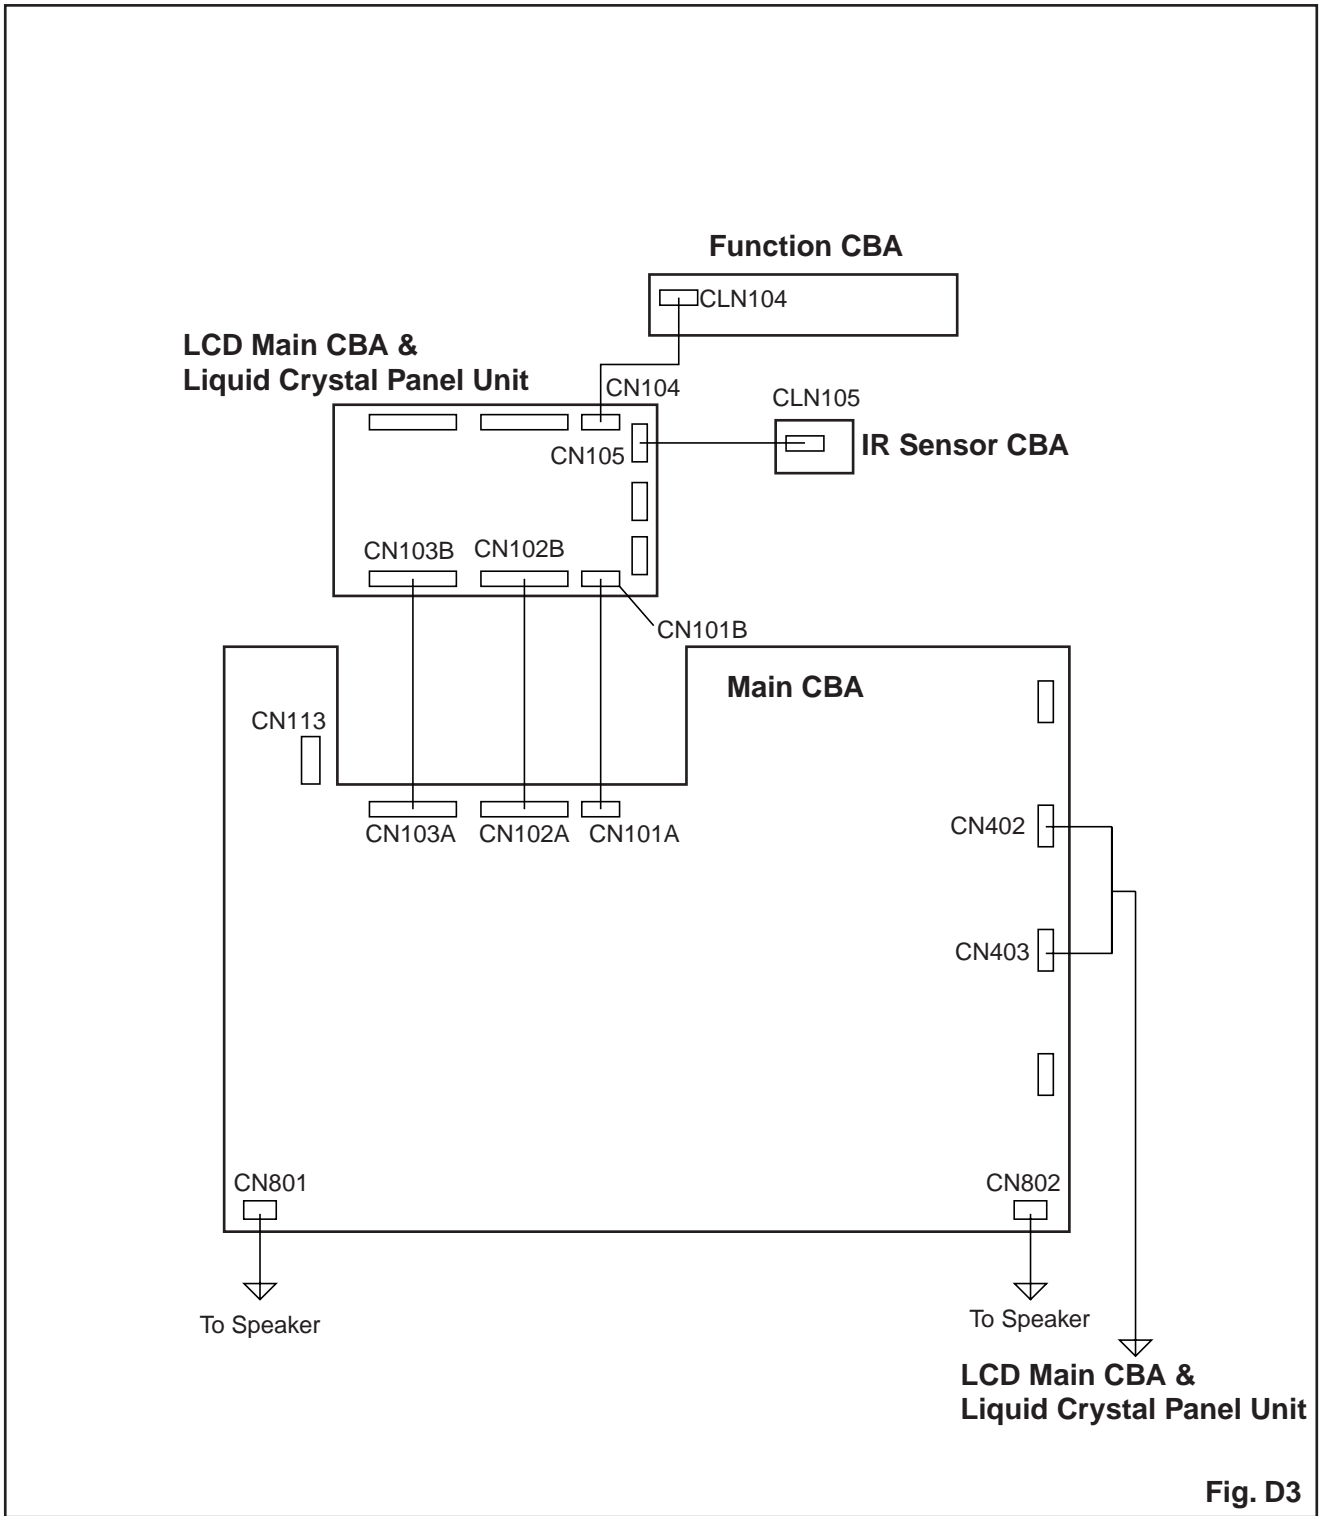 Function CBA
CLN104
LCD Main CBA &
Liquid Crystal Panel Unit
CN104
CLN105
CN105
IR Sensor CBA
CN103B
CN102B
CN101B
Main CBA
CN113
CN103A
CN102A
CN101A
CN402
CN403
CN801
CN802
To Speaker
To Speaker
LCD Main CBA &
Liquid Crystal Panel Unit
Fig. D3